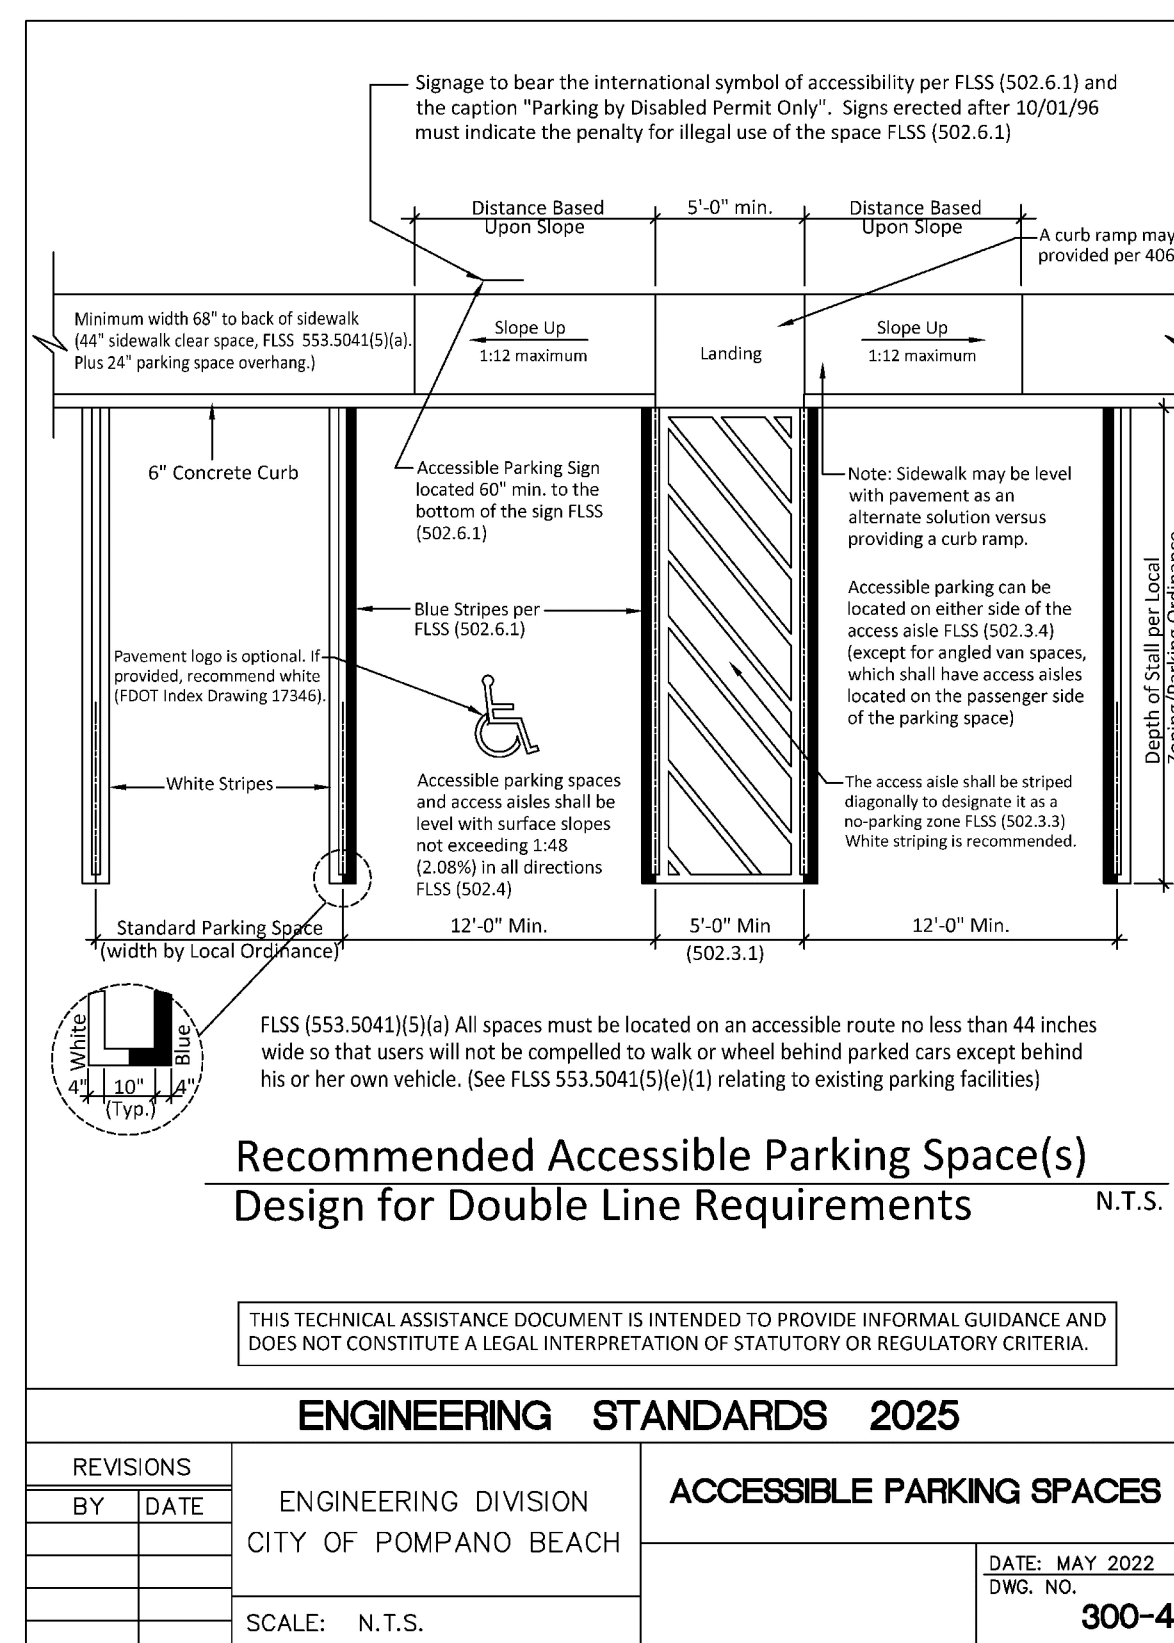 Signage to bear the international symbol of accessibility per FLSS (502.6.1) and
the caption "Parking by Disabled Permit Only". Signs erected after 10/01/96
must indicate the penalty for illegal use of the space FLSS (502.6.1)
Distance Based
Upon Slope
5'-0" min.
Distance Based
Upon Slope
A curb ramp may
provided per 406
Minimum width 68" to back of sidewalk
(44" sidewalk clear space, FLSS 553.5041(5)(a).
Plus 24" parking space overhang.)
Slope Up
1:12 maximum
Landing
Slope Up
1:12 maximum
6" Concrete Curb
Accessible Parking Sign
located 60" min. to the
bottom of the sign FLSS
(502.6.1)
Note: Sidewalk may be level
with pavement as an
alternate solution versus
providing a curb ramp.
Blue Stripes per
FLSS (502.6.1)
Accessible parking can be
located on either side of the
access aisle FLSS (502.3.4)
(except for angled van spaces,
which shall have access aisles
located on the passenger side
of the parking space)
Depth of Stall per Local
Zoning/Parking Ordinance
Pavement logo is optional. If
provided, recommend white
(FDOT Index Drawing 17346).
White Stripes
Accessible parking spaces
and access aisles shall be
level with surface slopes
not exceeding 1:48
(2.08%) in all directions
FLSS (502.4)
The access aisle shall be striped
diagonally to designate it as a
no-parking zone FLSS (502.3.3)
White striping is recommended.
Standard Parking Space
(width by Local Ordinance)
12'-0" Min.
5'-0" Min
(502.3.1)
12'-0" Min.
White
Blue
4"
10"
4"
(Typ.)
FLSS (553.5041)(5)(a) All spaces must be located on an accessible route no less than 44 inches
wide so that users will not be compelled to walk or wheel behind parked cars except behind
his or her own vehicle. (See FLSS 553.5041(5)(e)(1) relating to existing parking facilities)
Recommended Accessible Parking Space(s)
Design for Double Line Requirements
N.T.S.
THIS TECHNICAL ASSISTANCE DOCUMENT IS INTENDED TO PROVIDE INFORMAL GUIDANCE AND
DOES NOT CONSTITUTE A LEGAL INTERPRETATION OF STATUTORY OR REGULATORY CRITERIA.
ENGINEERING STANDARDS 2025
REVISIONS
BY DATE
ENGINEERING DIVISION
CITY OF POMPANO BEACH
SCALE: N.T.S.
ACCESSIBLE PARKING SPACES
DATE: MAY 2022
DWG. NO.
300-4